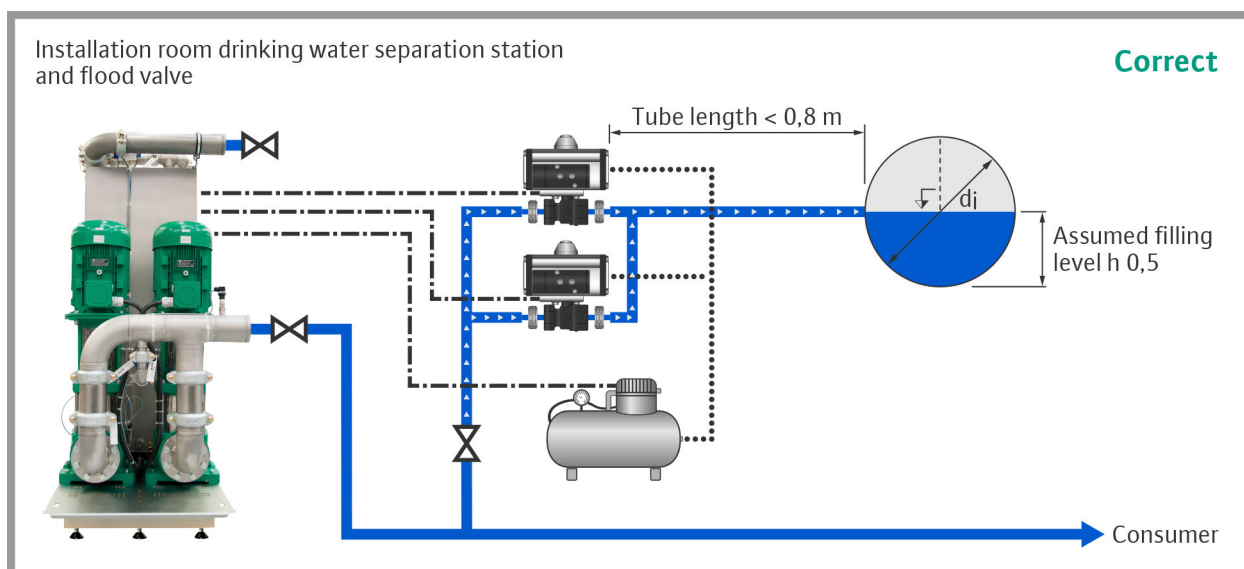 Installation room drinking water separation station
and flood valve
Correct
Tube length < 0,8 m
di
Assumed filling
level h 0,5
Consumer